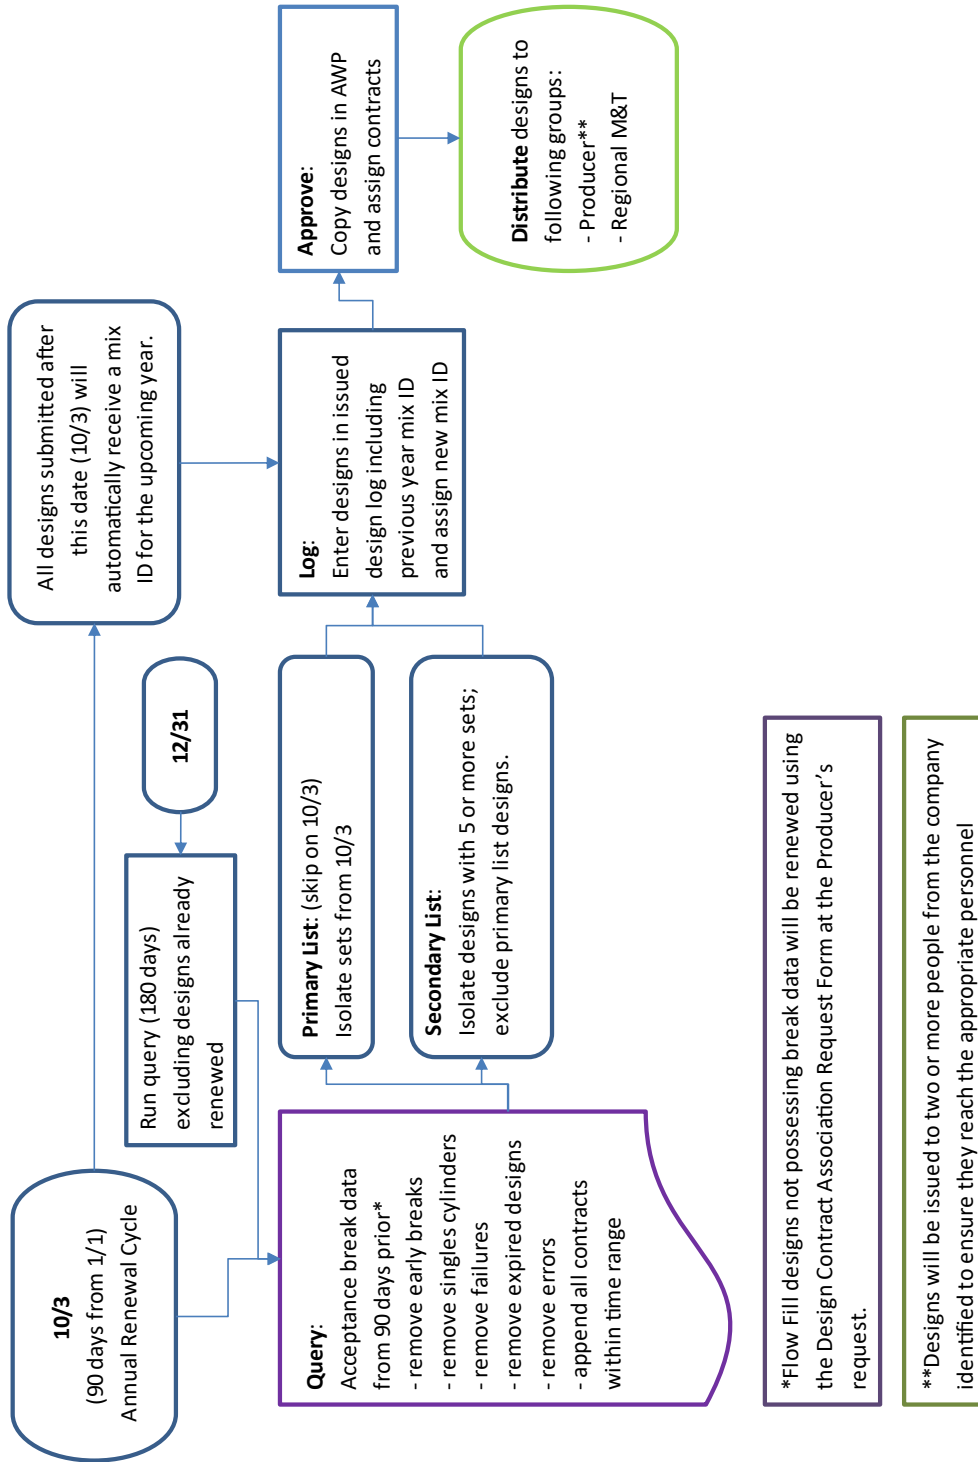 10/3
(90 days from 1/1)
Annual Renewal Cycle
All designs submitted after
this date (10/3) will
automatically receive a mix
ID for the upcoming year.
Run query (180 days)
excluding designs already
renewed
12/31
Query:
Acceptance break data
from 90 days prior*
- remove early breaks
- remove singles cylinders
- remove failures
- remove expired designs
- remove errors
- append all contracts
within time range
Primary List: (skip on 10/3)
Isolate sets from 10/3
Secondary List:
Isolate designs with 5 or more sets;
exclude primary list designs.
Log:
Enter designs in issued
design log including
previous year mix ID
and assign new mix ID
Approve:
Copy designs in AWP
and assign contracts
Distribute designs to
following groups:
- Producer**
- Regional M&T
*Flow Fill designs not possessing break data will be renewed using
the Design Contract Association Request Form at the Producer's
request.
**Designs will be issued to two or more people from the company
identified to ensure they reach the appropriate personnel